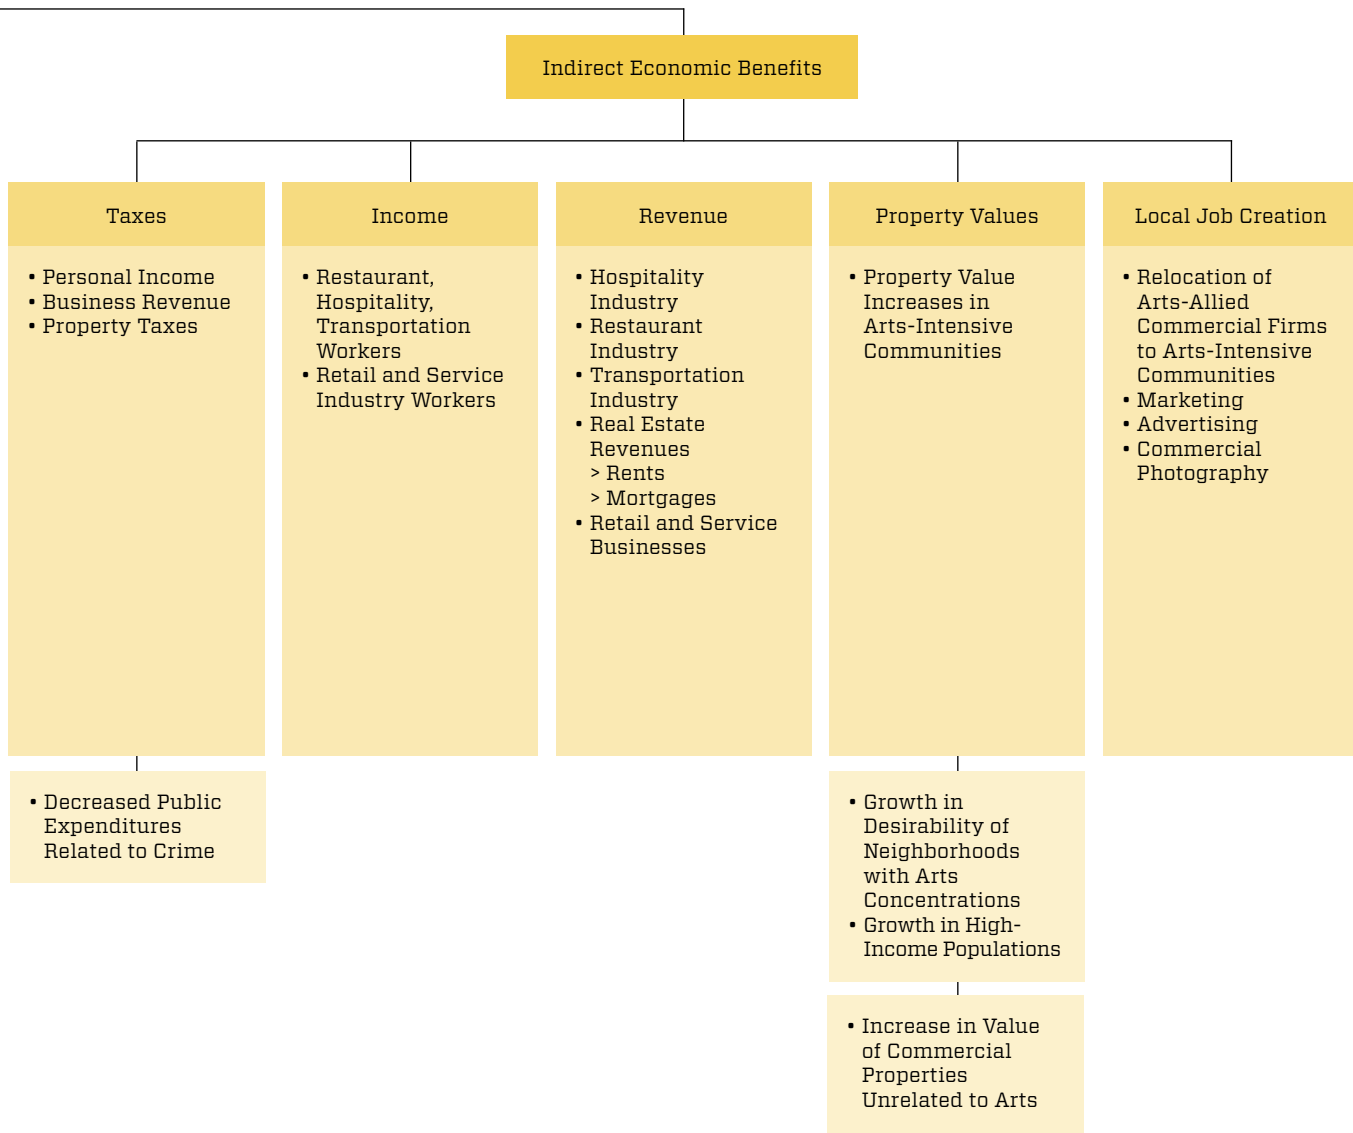 Indirect Economic Benefits
Taxes
• Personal Income
• Business Revenue
• Property Taxes
• Decreased Public
Expenditures
Related to Crime
Income
• Restaurant,
Hospitality,
Transportation
Workers
• Retail and Service
Industry Workers
Revenue
• Hospitality
Industry
• Restaurant
Industry
• Transportation
Industry
• Real Estate
Revenues
> Rents
> Mortgages
• Retail and Service
Businesses
Property Values
• Property Value
Increases in
Arts-Intensive
Communities
• Growth in
Desirability of
Neighborhoods
with Arts
Concentrations
• Growth in High-
Income Populations
• Increase in Value
of Commercial
Properties
Unrelated to Arts
Local Job Creation
• Relocation of
Arts-Allied
Commercial Firms
to Arts-Intensive
Communities
• Marketing
• Advertising
• Commercial
Photography